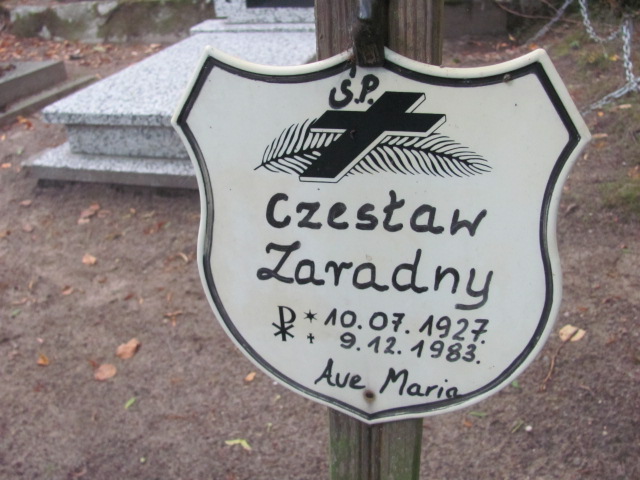 Ś.P.
Czesław
Zaradny
* 10.07.1927.
+ 9.12.1983.
Ave Maria